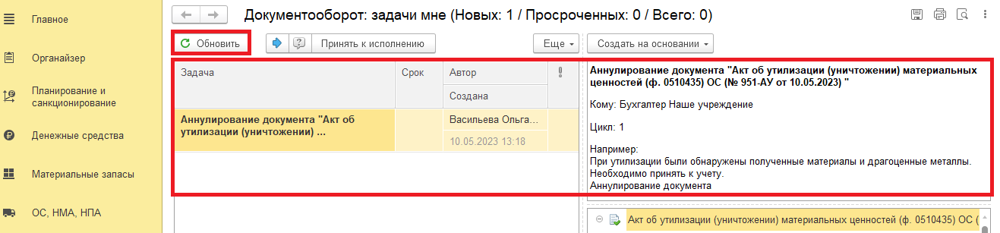 Главное
Органайзер
Планирование и
санкционирование
Денежные средства
Материальные запасы
ОС, НМА, НПА
Документооборот: задачи мне (Новых: 1 / Просроченных: 0 / Всего: 0)
Обновить
Принять к исполнению
Еще
Создать на основании
Задача
Срок
Автор
Создана
Аннулирование документа "Акт об
утилизации (уничтожении) ...
Васильева Ольга...
10.05.2023 13:18
Аннулирование документа "Акт об утилизации (уничтожении) материальных
ценностей (ф. 0510435) ОС (№ 951-АУ от 10.05.2023) "
Кому: Бухгалтер Наше учреждение
Цикл: 1
Например:
При утилизации были обнаружены полученные материалы и драгоценные металлы.
Необходимо принять к учету.
Аннулирование документа
Акт об утилизации (уничтожении) материальных ценностей (ф. 0510435) ОС (